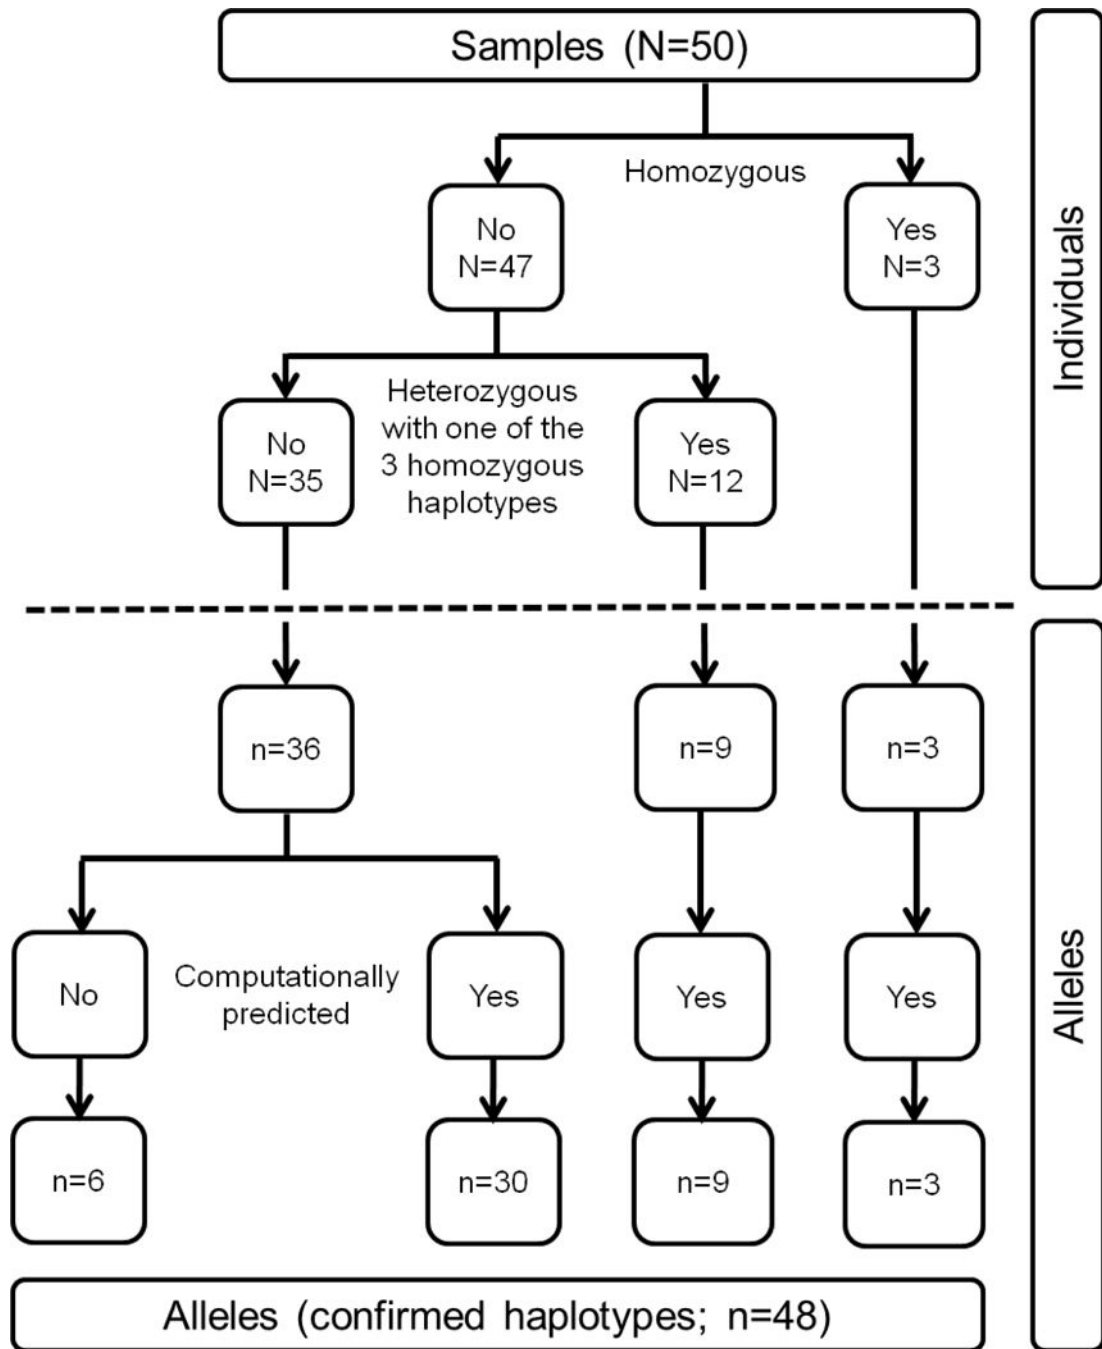 Samples (N=50)
Homozygous
No
N=47
Yes
N=3
Heterozygous
with one of the
3 homozygous
haplotypes
No
N=35
Yes
N=12
Individuals
n=36
n=9
n=3
Computationally
predicted
No
Yes
Yes
Yes
n=6
n=30
n=9
n=3
Alleles
Alleles (confirmed haplotypes; n=48)